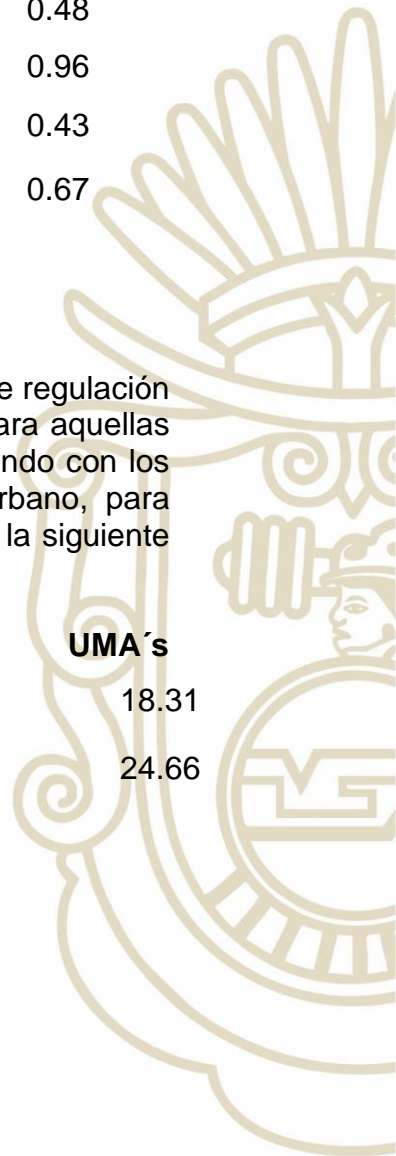 0.48
0.96
0.43
0.67
e regulación
ara aquellas
ndo con los
rbano, para
la siguiente
UMA´s
18.31
24.66